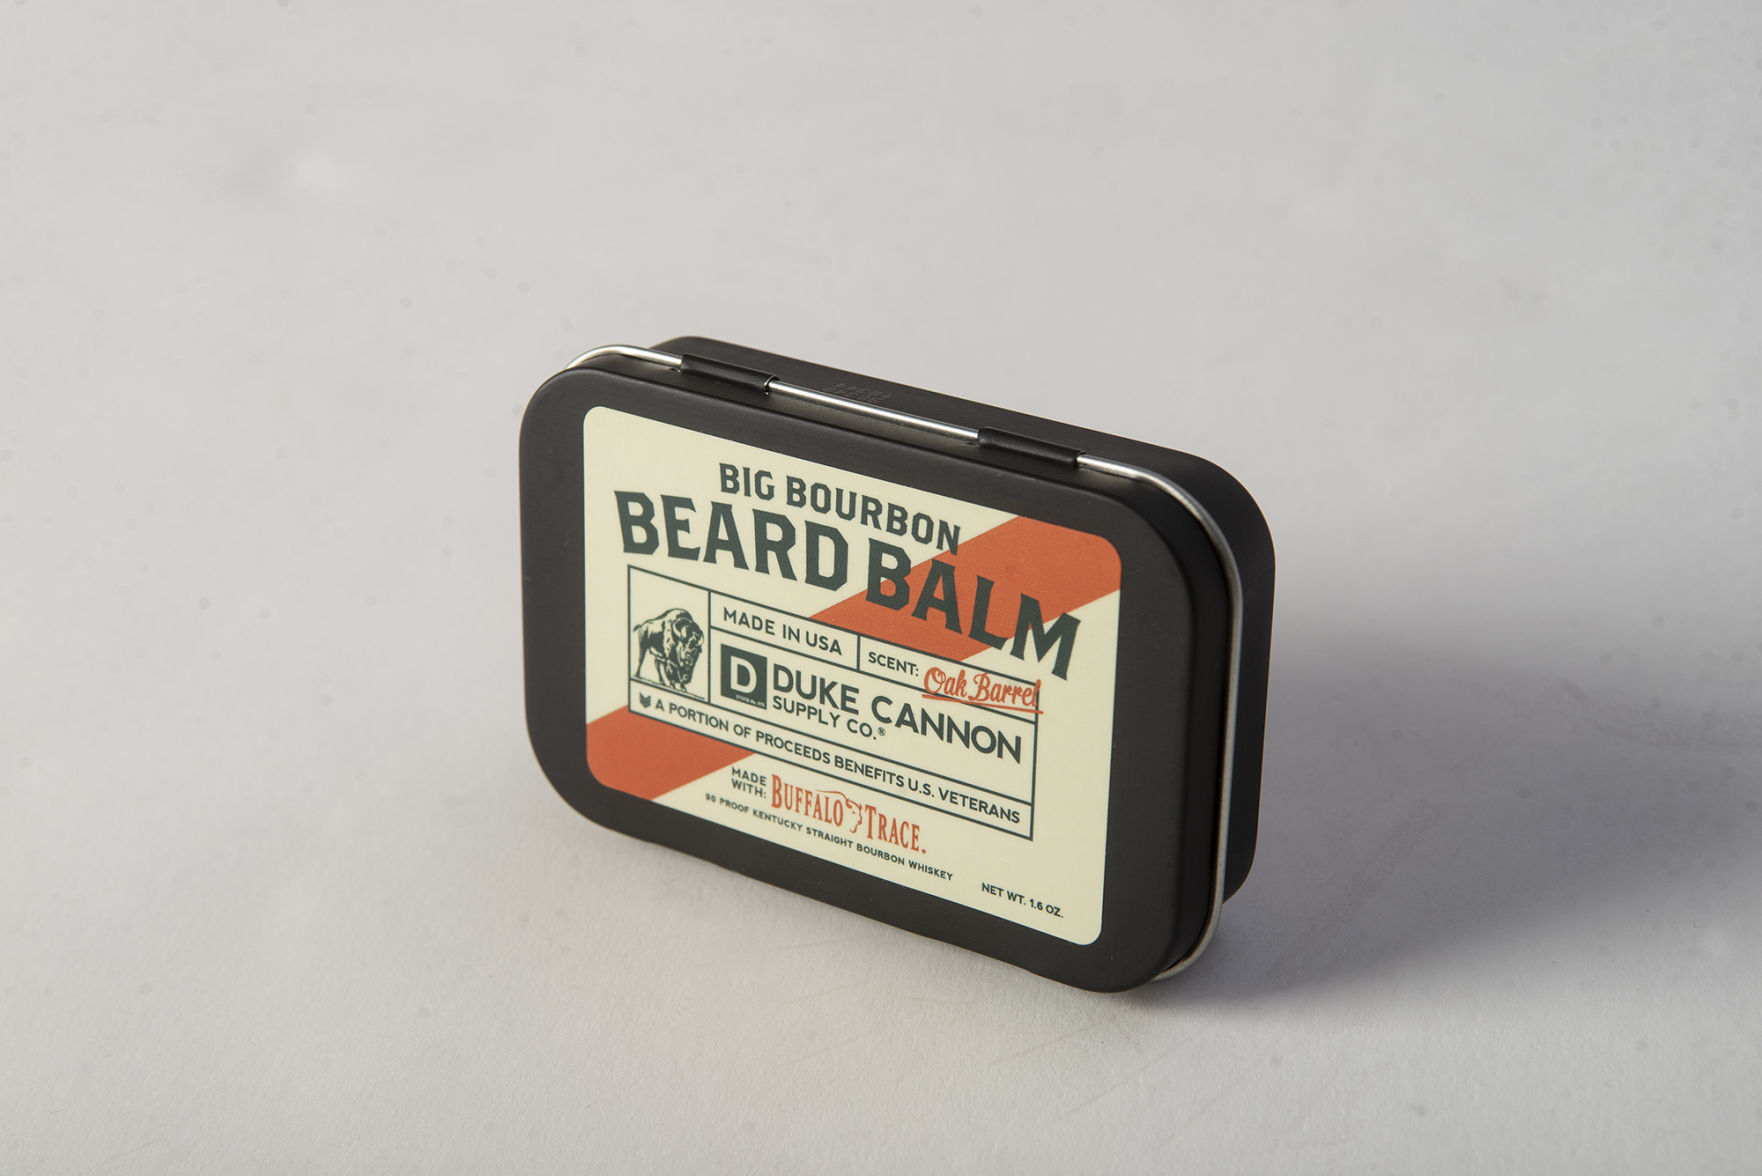 BIG BOURBON
BEARD BALM
MADE IN USA
SCENT: Oak Barrel
D
DUKE CANNON
SUPPLY CO.®
A PORTION OF PROCEEDS BENEFITS U.S. VETERANS
MADE
WITH:
BUFFALO TRACE.
90 PROOF KENTUCKY STRAIGHT BOURBON WHISKEY
NET WT. 1.6 OZ.